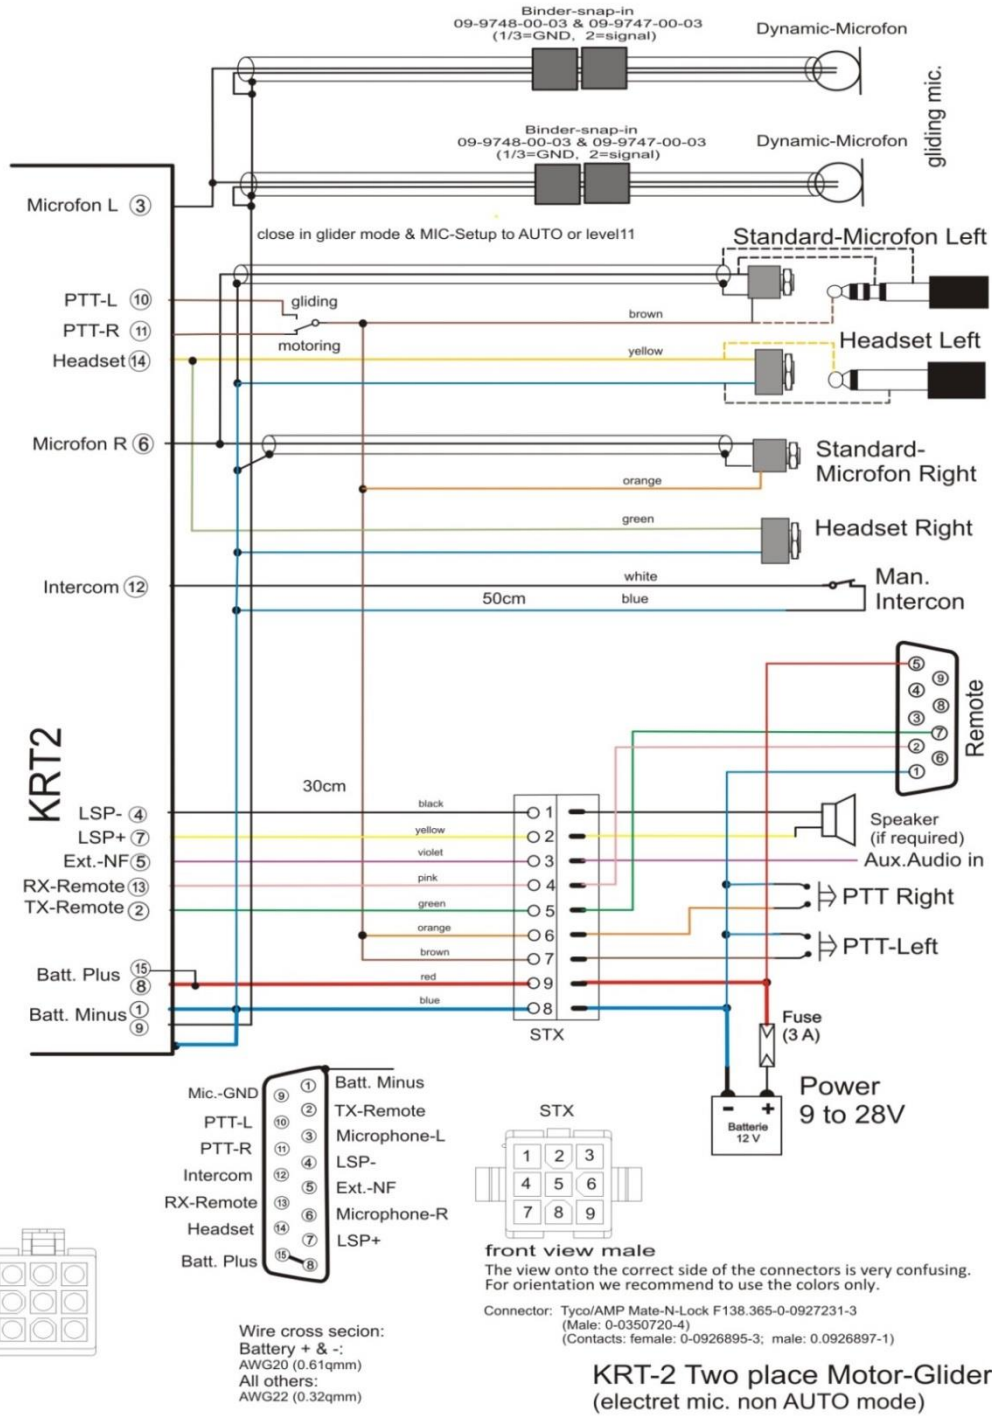 Binder-snap-in
09-9748-00-03 & 09-9747-00-03
(1/3=GND, 2=signal)
Dynamic-Microfon
gliding mic.
Binder-snap-in
09-9748-00-03 & 09-9747-00-03
(1/3=GND, 2=signal)
Dynamic-Microfon
Microfon L 3
close in glider mode & MIC-Setup to AUTO or level11
Standard-Microfon Left
PTT-L 10
gliding
brown
PTT-R 11
motoring
Headset 14
yellow
Headset Left
Microfon R 6
Standard-
Microfon Right
orange
green
Headset Right
Intercom 12
white
Man.
Intercon
50cm
blue
5
9
4
8
3
7
2
6
1
Remote
KRT2
30cm
LSP- 4
black
1
Speaker
(if required)
LSP+ 7
yellow
2
Ext.-NF 5
violet
3
Aux.Audio in
RX-Remote 13
pink
4
TX-Remote 2
green
5
PTT Right
orange
6
brown
7
PTT-Left
Batt. Plus 15
8
red
9
Batt. Minus 1
9
blue
8
STX
Fuse
(3 A)
Power
9 to 28V
- +
Batterie
12 V
Mic.-GND 9
1 Batt. Minus
PTT-L 10
2 TX-Remote
PTT-R 11
3 Microphone-L
Intercom 12
4 LSP-
RX-Remote 13
5 Ext.-NF
Headset 14
6 Microphone-R
Batt. Plus 15
7 LSP+
8
STX
1 2 3
4 5 6
7 8 9
front view male
The view onto the correct side of the connectors is very confusing.
For orientation we recommend to use the colors only.
Connector: Tyco/AMP Mate-N-Lock F138.365-0-0927231-3
(Male: 0-0350720-4)
(Contacts: female: 0-0926895-3; male: 0.0926897-1)
Wire cross secion:
Battery + & -:
AWG20 (0.61qmm)
All others:
AWG22 (0.32qmm)
KRT-2 Two place Motor-Glider
(electret mic. non AUTO mode)